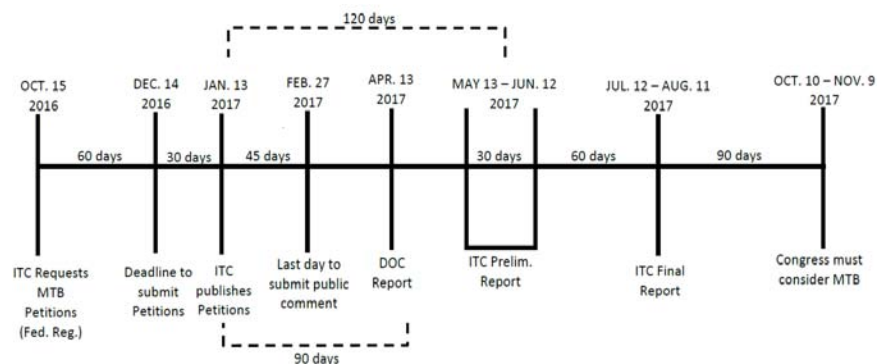 120 days
OCT. 15
2016
DEC. 14
2016
JAN. 13
2017
FEB. 27
2017
APR. 13
2017
MAY 13 – JUN. 12
2017
JUL. 12 – AUG. 11
2017
OCT. 10 – NOV. 9
2017
60 days
30 days
45 days
30 days
60 days
90 days
ITC Requests
MTB
Petitions
(Fed. Reg.)
Deadline to
submit
Petitions
ITC
publishes
Petitions
Last day to
submit public
comment
DOC
Report
ITC Prelim.
Report
ITC Final
Report
Congress must
consider MTB
90 days